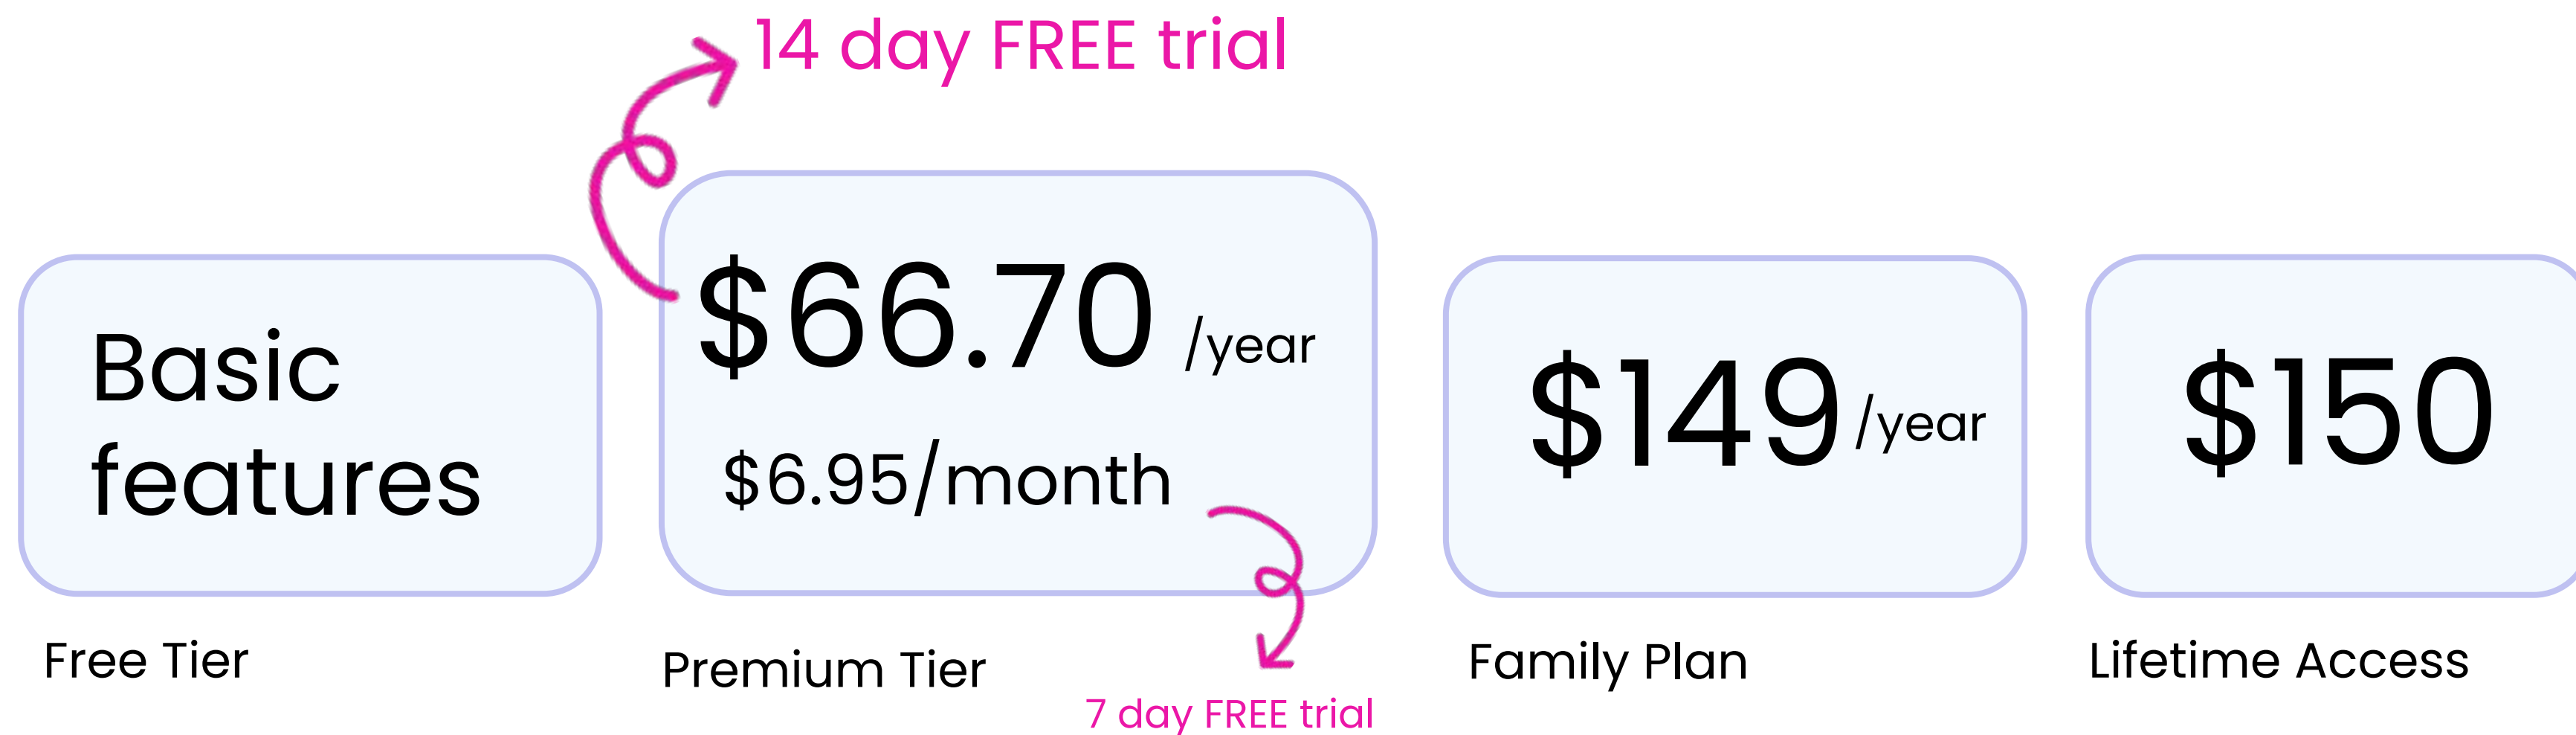 14 day FREE trial
Basic
features
Free Tier
$66.70 /year
$6.95/month
Premium Tier
7 day FREE trial
$149 /year
Family Plan
$150
Lifetime Access